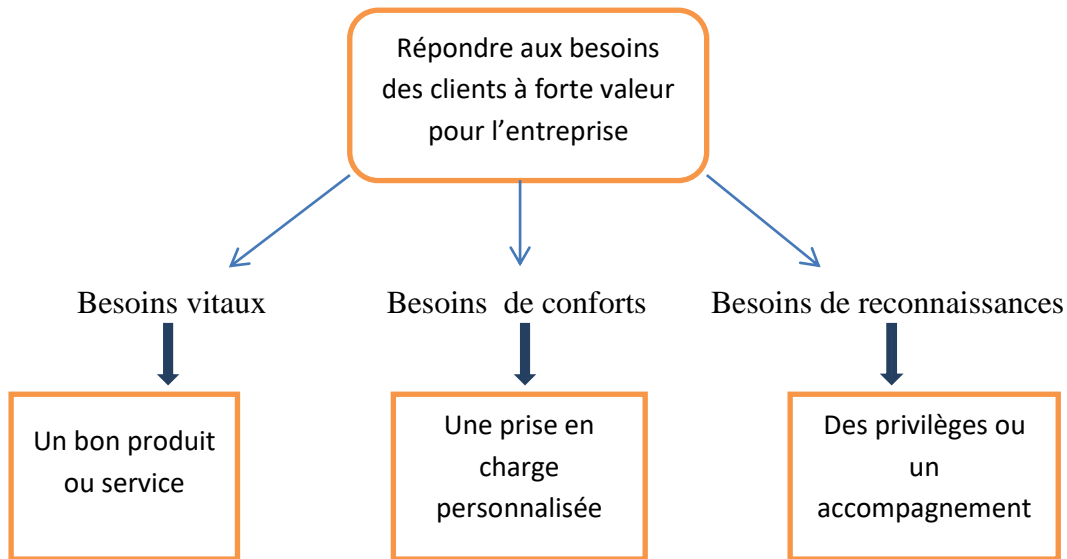 Répondre aux besoins
des clients à forte valeur
pour l’entreprise
Besoins vitaux
Besoins de conforts
Besoins de reconnaissances
Un bon produit
ou service
Une prise en
charge
personnalisée
Des privilèges ou
un
accompagnement